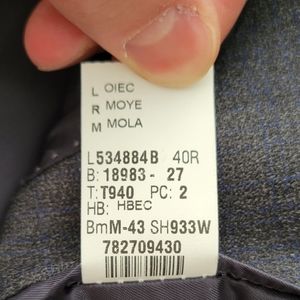 L OIEC
R MOYE
M MOLA
L534884B 40R
B: 18983- 27
T: T940 PC: 2
HB: HBEC
BmM-43 SH933W
782709430